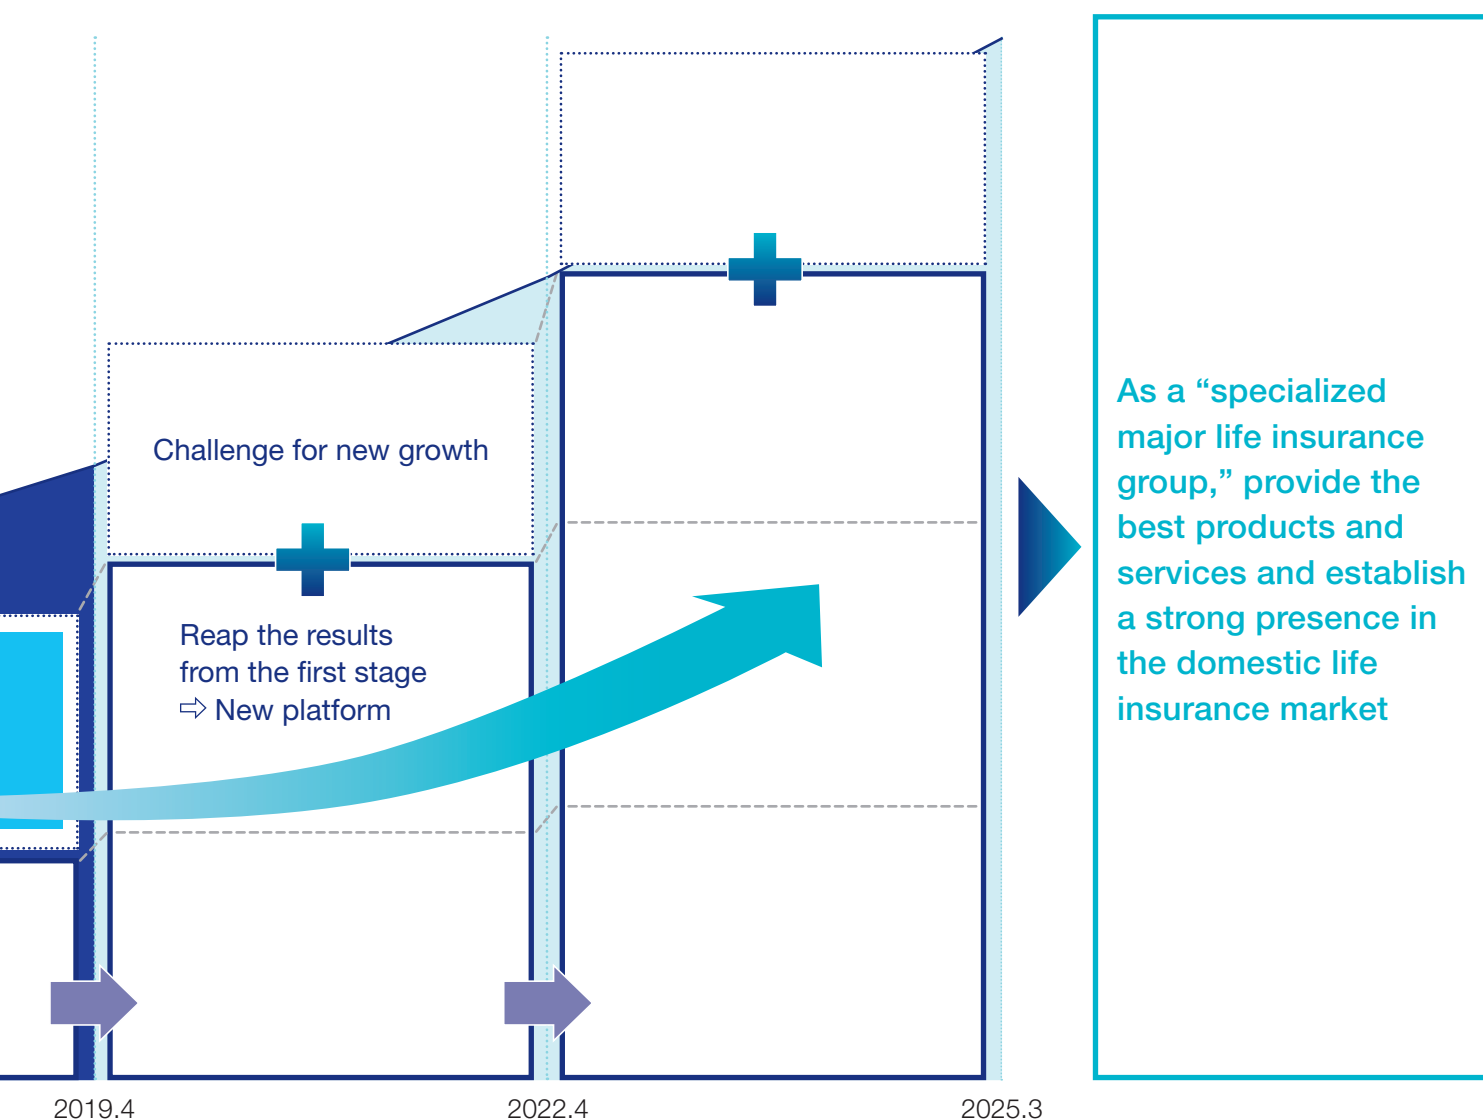 Challenge for new growth
Reap the results
from the first stage
⇨ New platform
As a “specialized
major life insurance
group,” provide the
best products and
services and establish
a strong presence in
the domestic life
insurance market
2019.4
2022.4
2025.3